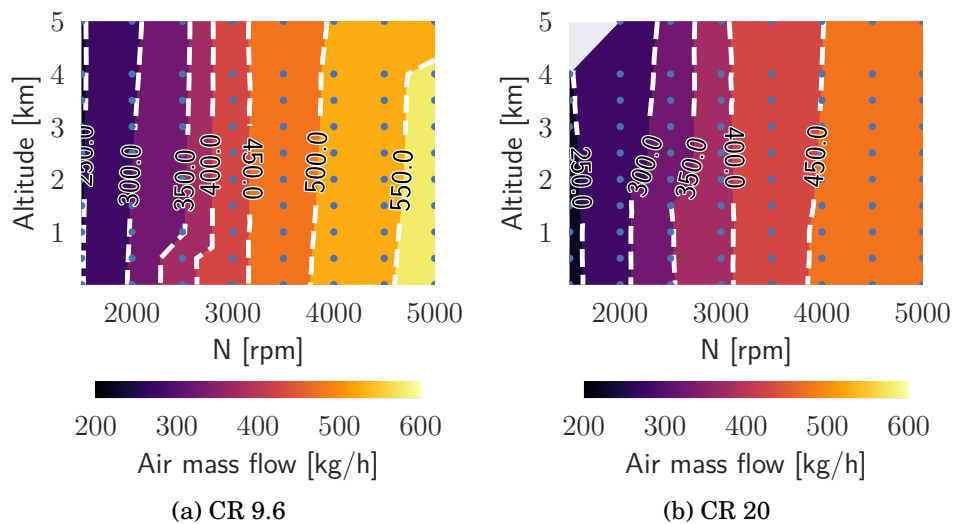 5
4
3
2
1
Altitude [km]
250.0
300.0
350.0
400.0
450.0
500.0
550.0
2000 3000 4000 5000
N [rpm]
200 300 400 500 600
Air mass flow [kg/h]
(a) CR 9.6
5
4
3
2
1
Altitude [km]
250.0
300.0
350.0
400.0
450.0
2000 3000 4000 5000
N [rpm]
200 300 400 500 600
Air mass flow [kg/h]
(b) CR 20